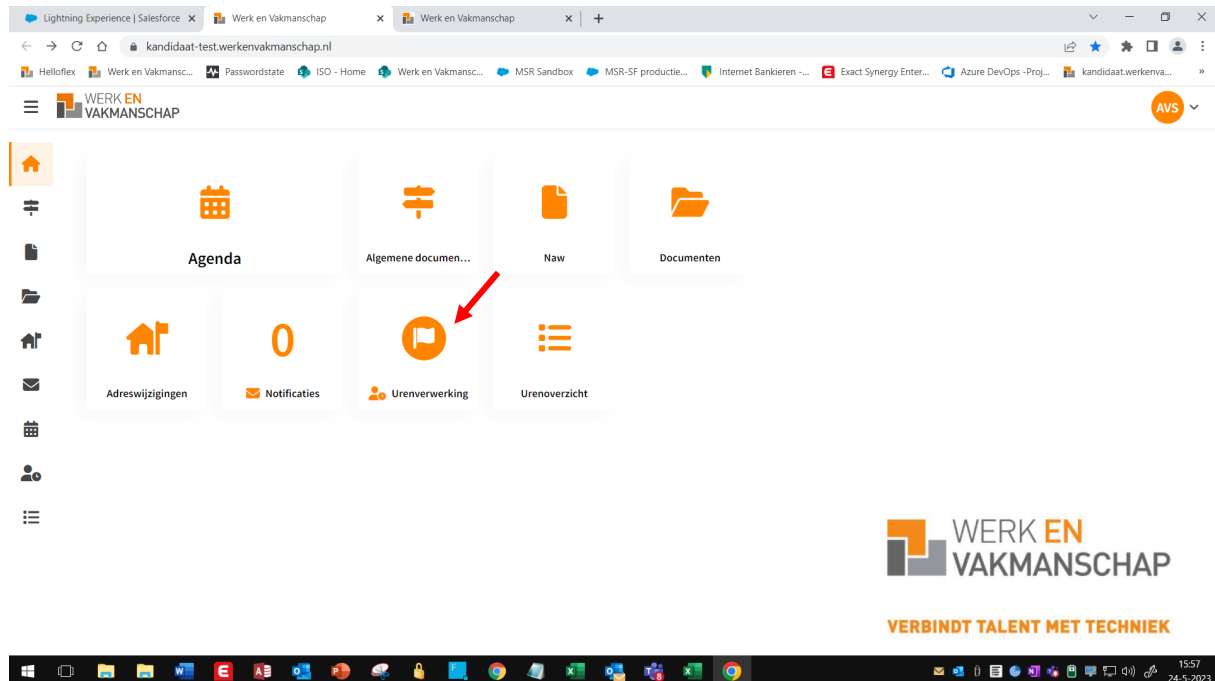 Lightning Experience | Salesforce
Werk en Vakmanschap
Werk en Vakmanschap
kandidaat-test.werkenvakmanschap.nl
Helloflex
Werk en Vakmansc...
Passwordstate
ISO - Home
Werk en Vakmansc...
MSR Sandbox
MSR-SF productie...
Internet Bankieren -...
Exact Synergy Enter...
Azure DevOps -Proj...
kandidaat.werkenva...
»
WERK EN
VAKMANSCHAP
AVS
Agenda
Algemene documen...
Naw
Documenten
Adreswijzigingen
0
Notificaties
Urenverwerking
Urenoverzicht
WERK EN
VAKMANSCHAP
VERBINDT TALENT MET TECHNIEK
15:57
24-5-2023